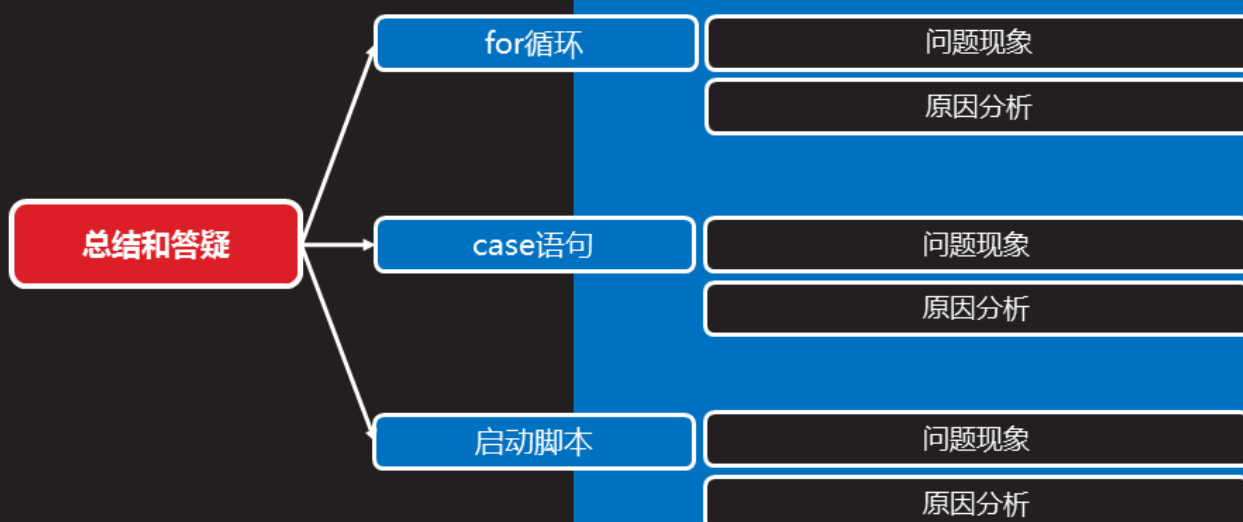 总结和答疑
for循环
问题现象
原因分析
case语句
问题现象
原因分析
启动脚本
问题现象
原因分析